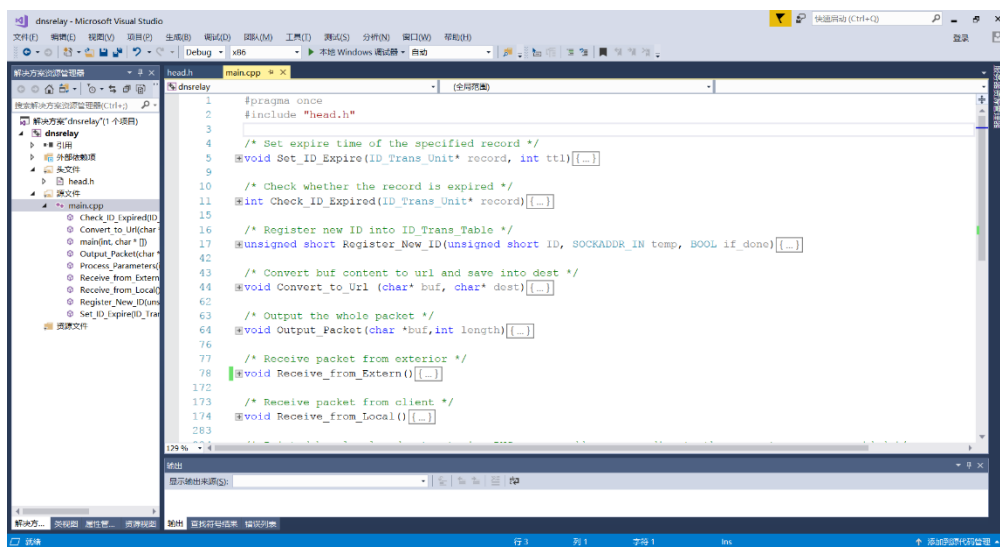 dnsrelay - Microsoft Visual Studio
快速启动 (Ctrl+Q)
文件(F) 编辑(E) 视图(V) 项目(P) 生成(B) 调试(D) 团队(M) 工具(T) 测试(S) 分析(N) 窗口(W) 帮助(H)
登录
Debug x86 本地 Windows 调试器 自动
解决方案资源管理器
搜索解决方案资源管理器(Ctrl+;)
解决方案"dnsrelay"(1 个项目)
dnsrelay
引用
外部依赖项
头文件
head.h
源文件
main.cpp
Check_ID_Expired(ID_
Convert_to_Url(char
main(int, char * [])
Output_Packet(char *
Process_Parameters(
Receive_from_Extern
Receive_from_Local()
Register_New_ID(uns
Set_ID_Expire(ID_Tran
资源文件
解决方... 类视图 属性管... 资源视图
head.h main.cpp
dnsrelay (全局范围)
1 #pragma once
2 #include "head.h"
3
4 /* Set expire time of the specified record */
5 void Set_ID_Expire(ID_Trans_Unit* record, int ttl){...}
9
10 /* Check whether the record is expired */
11 int Check_ID_Expired(ID_Trans_Unit* record){...}
15
16 /* Register new ID into ID_Trans_Table */
17 unsigned short Register_New_ID(unsigned short ID, SOCKADDR_IN temp, BOOL if_done){...}
42
43 /* Convert buf content to url and save into dest */
44 void Convert_to_Url (char* buf, char* dest){...}
62
63 /* Output the whole packet */
64 void Output_Packet(char *buf,int length){...}
76
77 /* Receive packet from exterior */
78 void Receive_from_Extern(){...}
172
173 /* Receive packet from client */
174 void Receive_from_Local(){...}
283
129 %
输出
显示输出来源(S):
输出 查找符号结果 错误列表
就绪 行 3 列 1 字符 1 Ins 添加到源代码管理